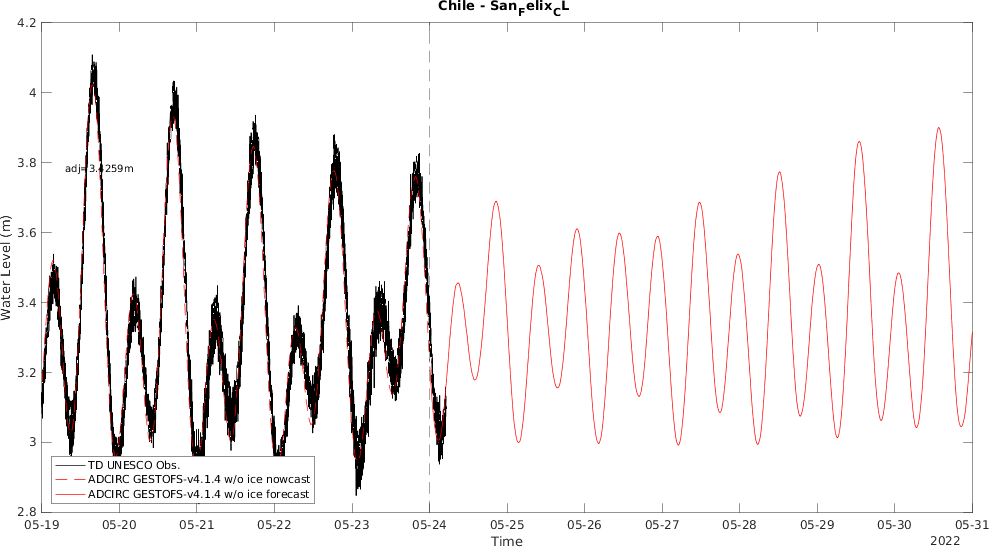 Chile - SanFelixCL
4.2
4
3.8
3.6
3.4
3.2
3
2.8
Water Level (m)
adj=3.4259m
TD UNESCO Obs.
ADCIRC GESTOFS-v4.1.4 w/o ice nowcast
ADCIRC GESTOFS-v4.1.4 w/o ice forecast
05-19 05-20 05-21 05-22 05-23 05-24 05-25 05-26 05-27 05-28 05-29 05-30 05-31
Time
2022